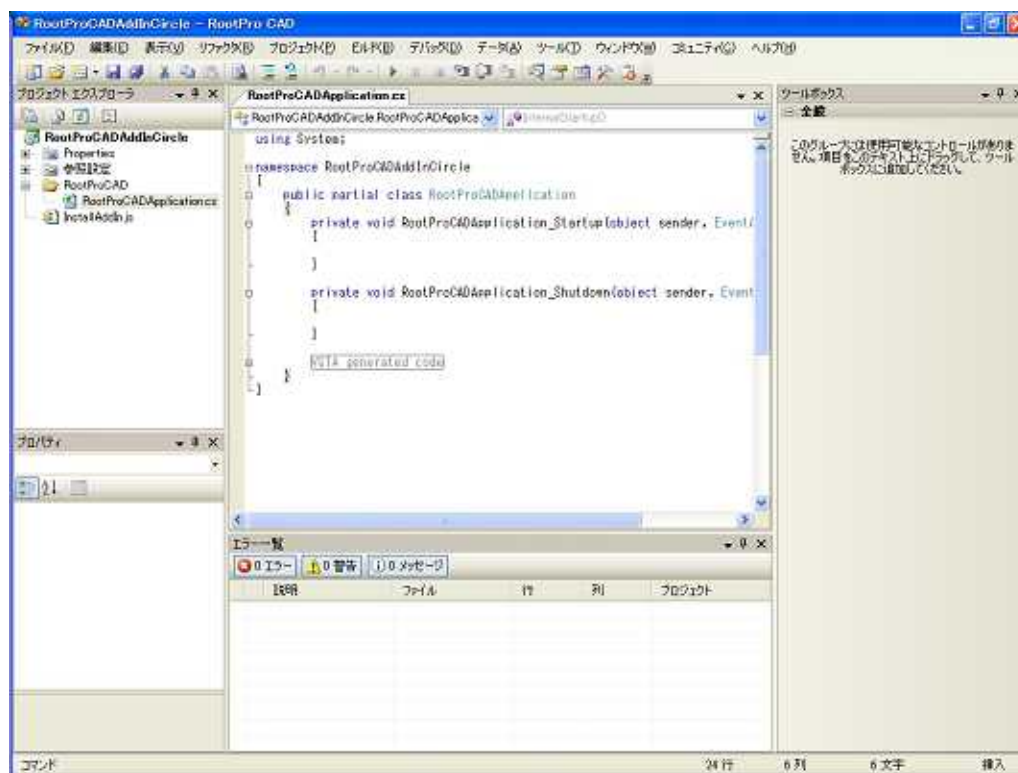 RootProCADAddInCircle - RootPro CAD
ファイル(F) 編集(E) 表示(V) リファクタ(R) プロジェクト(P) ビルド(B) デバッグ(D) データ(A) ツール(T) ウィンドウ(W) コミュニティ(C) ヘルプ(H)
プロジェクト エクスプローラ
RootProCADAddInCircle
Properties
参照設定
RootProCAD
RootProCADApplication.cs
InstallAddIn.js
プロパティ
RootProCADApplication.cs
RootProCADAddInCircle.RootProCADApplica
InternalStartup()
using System;
namespace RootProCADAddInCircle
{
public partial class RootProCADApplication
{
private void RootProCADApplication_Startup(object sender, EventA
{
}
private void RootProCADApplication_Shutdown(object sender, Event
{
}
VSTA generated code
}
}
エラー一覧
0 エラー 0 警告 0 メッセージ
説明 ファイル 行 列 プロジェクト
ツールボックス
全般
このグループには使用可能なコントロールがありま
せん。項目をこのテキスト上にドラッグして、ツール
ボックスに追加してください。
コマンド 24 行 6 列 6 文字 挿入